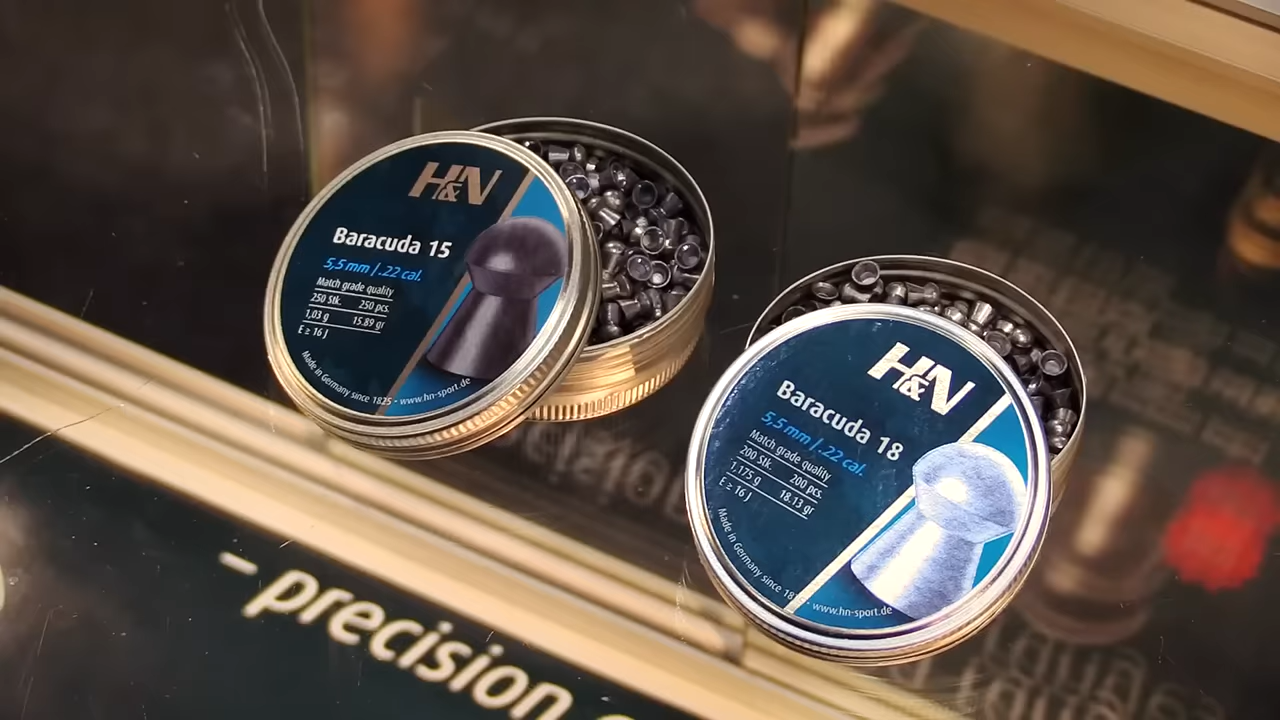 H&N
Baracuda 15
5,5 mm / .22 cal.
Match grade quality
250 Stk. 250 pcs.
1,03 g 15.89 gr
E ≥ 16 J
Made in Germany since 1825 - www.hn-sport.de
H&N
Baracuda 18
5,5 mm / .22 cal.
Match grade quality
200 Stk. 200 pcs.
1,175 g 18.13 gr
E ≥ 16 J
Made in Germany since www.hn-sport.de
– precision